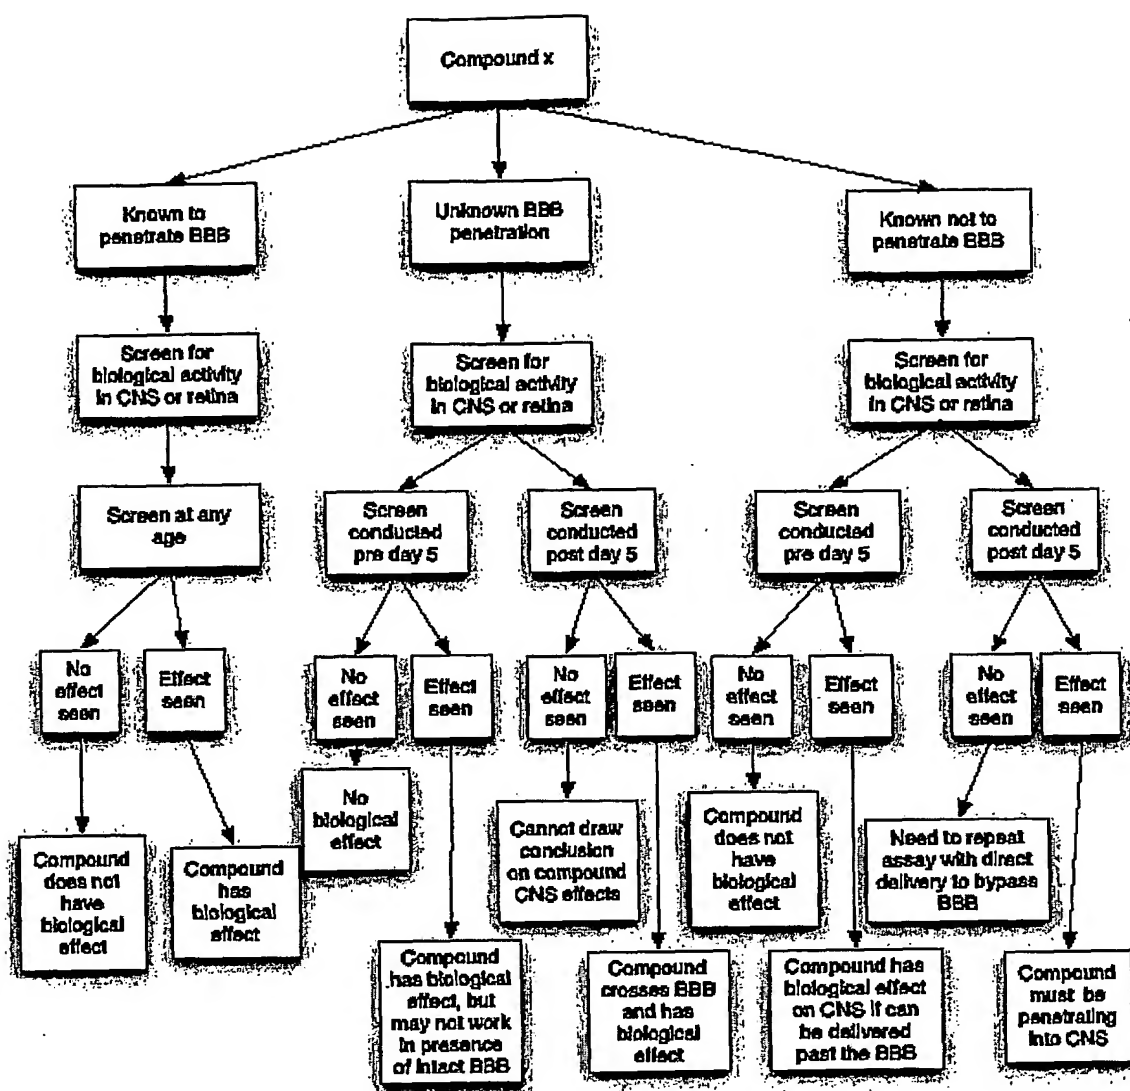 Compound x
Known to
penetrate BBB
Unknown BBB
penetration
Known not to
penetrate BBB
Screen for
biological activity
in CNS or retina
Screen for
biological activity
in CNS or retina
Screen for
biological activity
in CNS or retina
Screen at any
age
Screen
conducted
pre day 5
Screen
conducted
post day 5
Screen
conducted
pre day 5
Screen
conducted
post day 5
No
effect
seen
Effect
seen
No
effect
seen
Effect
seen
No
effect
seen
Effect
seen
No
effect
seen
Effect
seen
No
effect
seen
Effect
seen
Compound
does not
have
biological
effect
Compound
has
biological
effect
No
biological
effect
Compound
has biological
effect, but
may not work
in presence
of intact BBB
Cannot draw
conclusion
on compound
CNS effects
Compound
crosses BBB
and has
biological
effect
Compound
does not
have
biological
effect
Compound has
biological effect
on CNS if can
be delivered
past the BBB
Need to repeat
assay with direct
delivery to bypass
BBB
Compound
must be
penetrating
into CNS